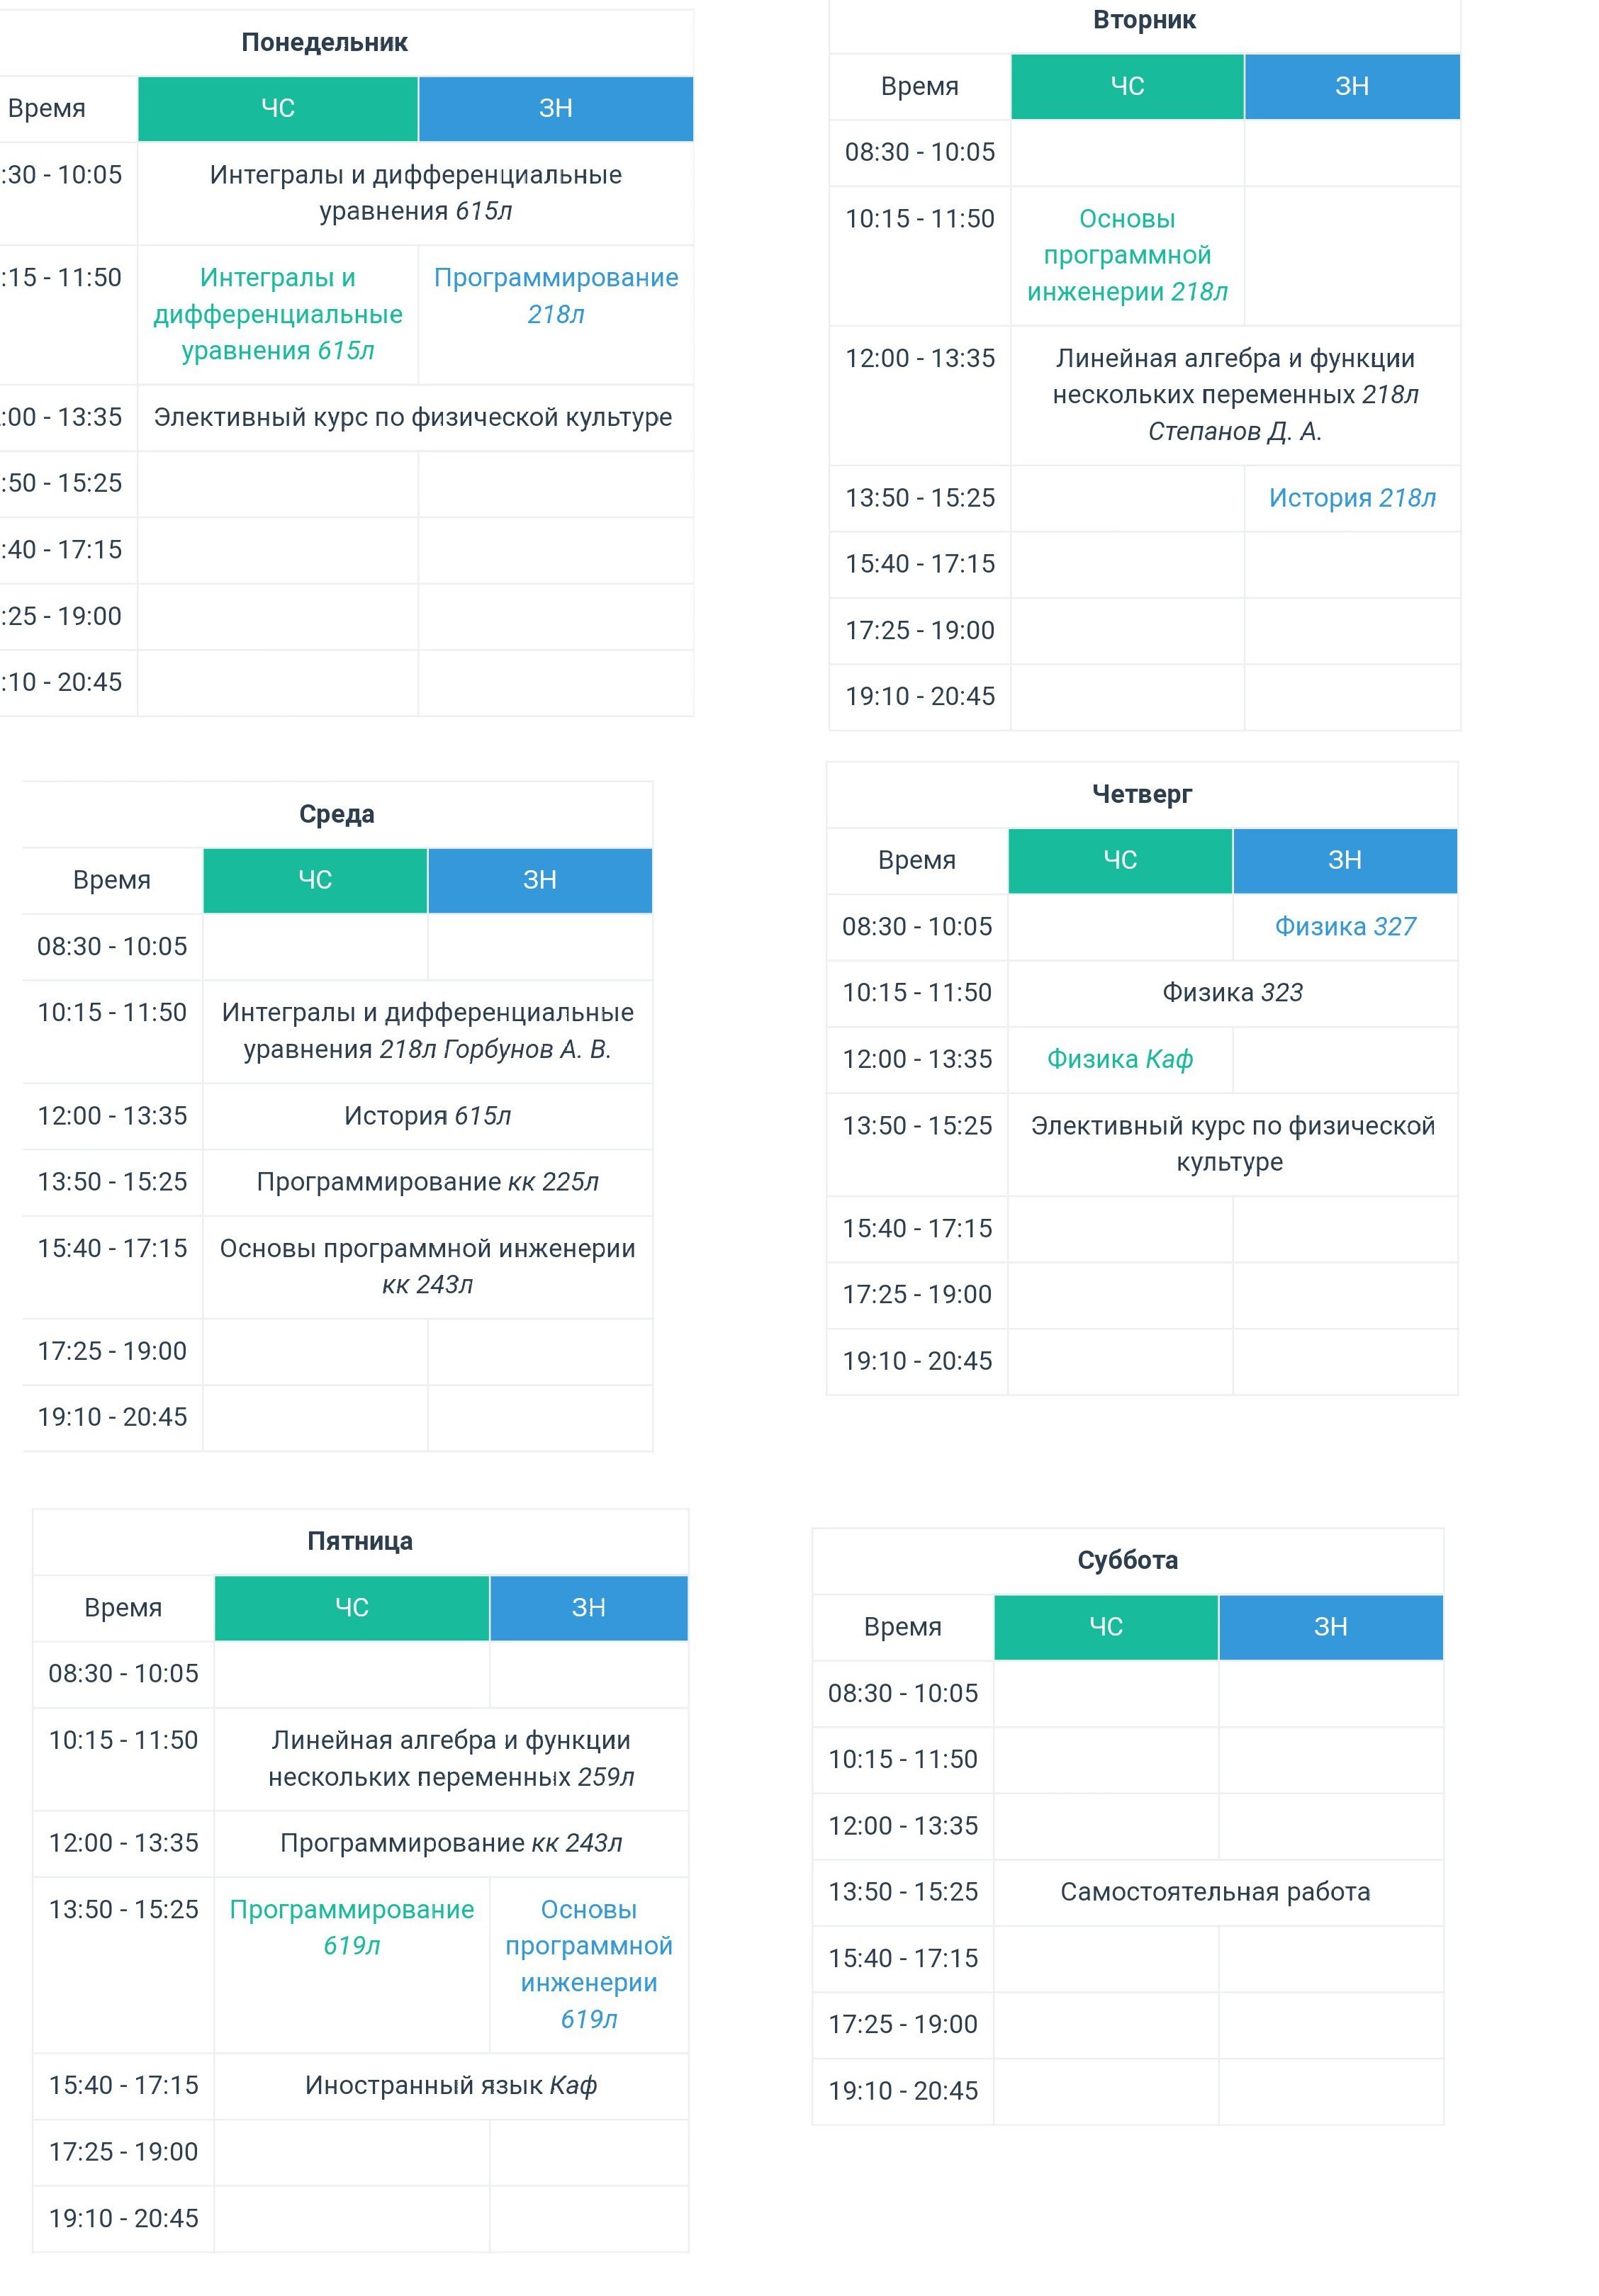 Понедельник
Время ЧС ЗН
:30 - 10:05 Интегралы и дифференциальные
уравнения 615л
:15 - 11:50 Интегралы и Программирование
дифференциальные 218л
уравнения 615л
:00 - 13:35 Элективный курс по физической культуре
:50 - 15:25
:40 - 17:15
:25 - 19:00
:10 - 20:45
Вторник
Время ЧС ЗН
08:30 - 10:05
10:15 - 11:50 Основы
программной
инженерии 218л
12:00 - 13:35 Линейная алгебра и функции
нескольких переменных 218л
Степанов Д. А.
13:50 - 15:25 История 218л
15:40 - 17:15
17:25 - 19:00
19:10 - 20:45
Среда
Время ЧС ЗН
08:30 - 10:05
10:15 - 11:50 Интегралы и дифференциальные
уравнения 218л Горбунов А. В.
12:00 - 13:35 История 615л
13:50 - 15:25 Программирование кк 225л
15:40 - 17:15 Основы программной инженерии
кк 243л
17:25 - 19:00
19:10 - 20:45
Четверг
Время ЧС ЗН
08:30 - 10:05 Физика 327
10:15 - 11:50 Физика 323
12:00 - 13:35 Физика Каф
13:50 - 15:25 Элективный курс по физической
культуре
15:40 - 17:15
17:25 - 19:00
19:10 - 20:45
Пятница
Время ЧС ЗН
08:30 - 10:05
10:15 - 11:50 Линейная алгебра и функции
нескольких переменных 259л
12:00 - 13:35 Программирование кк 243л
13:50 - 15:25 Программирование Основы
619л программной
инженерии
619л
15:40 - 17:15 Иностранный язык Каф
17:25 - 19:00
19:10 - 20:45
Суббота
Время ЧС ЗН
08:30 - 10:05
10:15 - 11:50
12:00 - 13:35
13:50 - 15:25 Самостоятельная работа
15:40 - 17:15
17:25 - 19:00
19:10 - 20:45